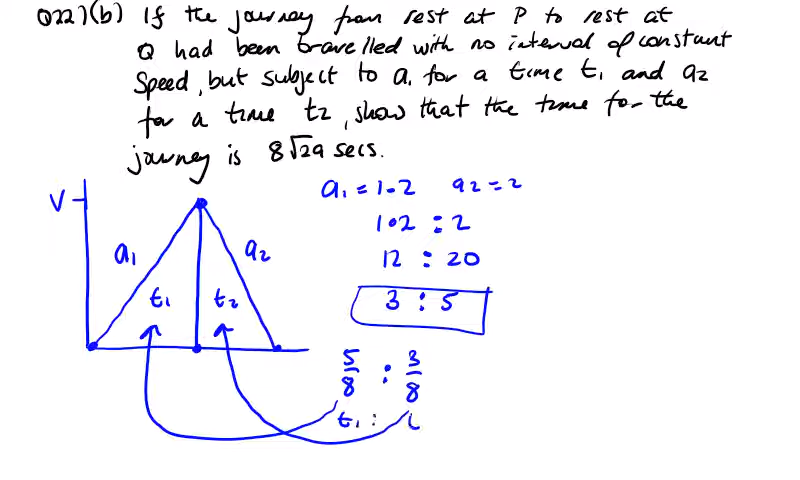 Q22)(b) If the journey from rest at P to rest at
Q had been travelled with no interval of constant
Speed, but subject to a₁ for a time t₁ and a₂
for a time t₂, show that the time for the
journey is 8√29 secs.
V
a₁ = 1.2 a₂ = 2
1.2 : 2
a₁ a₂
12 : 20
t₁ t₂
3 : 5
5/8 : 3/8
t₁ :